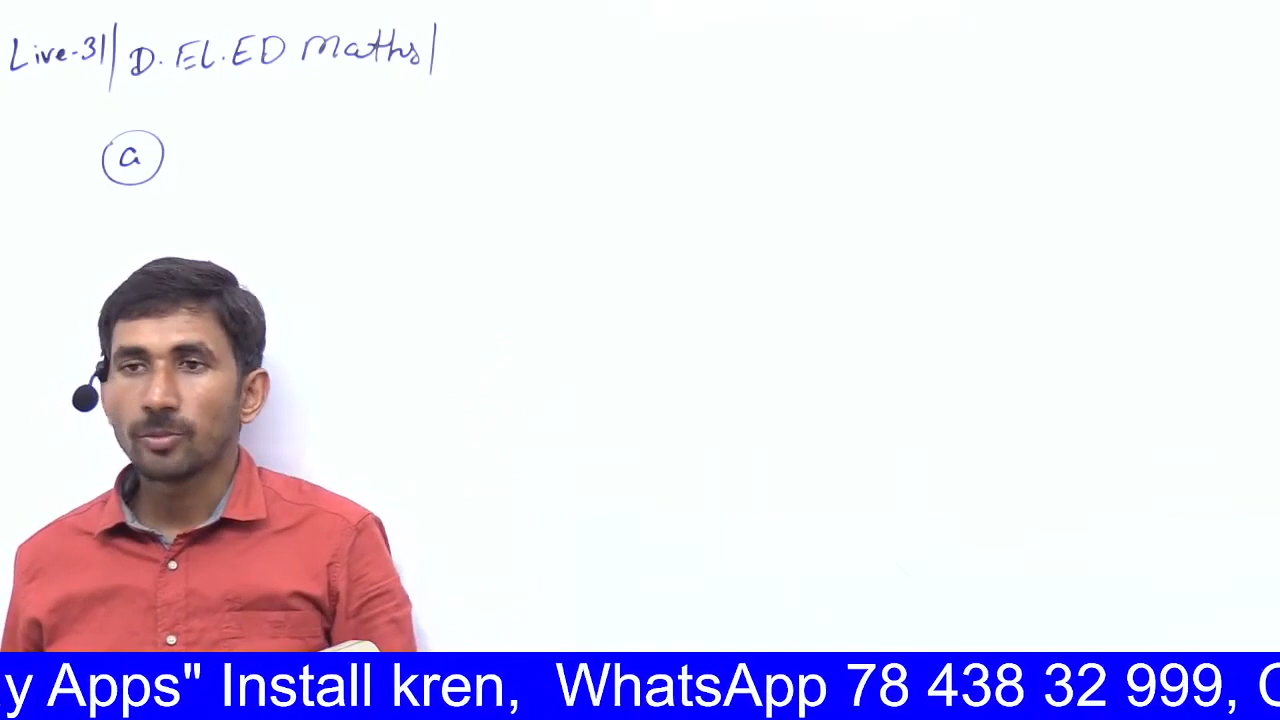 Live-31| D.EL.ED Maths|
a
y Apps" Install kren, WhatsApp 78 438 32 999, C